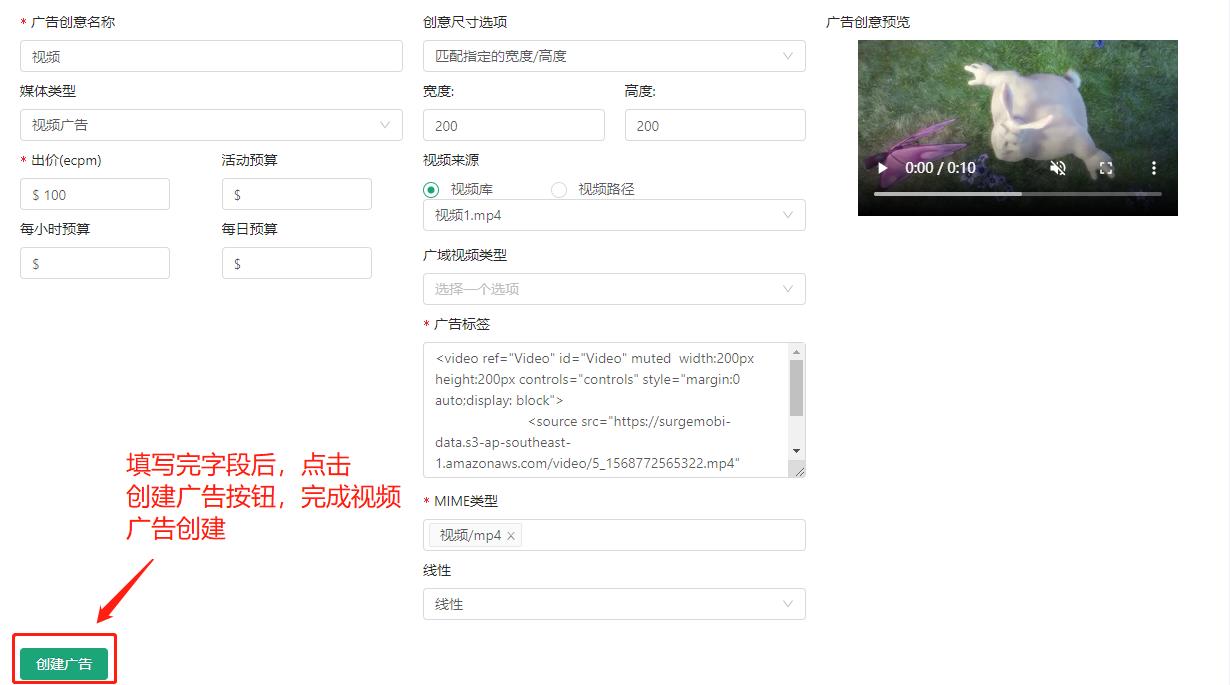 * 广告创意名称
视频
媒体类型
视频广告
* 出价(ecpm)
活动预算
$ 100
$
每小时预算
每日预算
$
$
创意尺寸选项
匹配指定的宽度/高度
宽度:
高度:
200
200
视频来源
视频库
视频路径
视频1.mp4
广域视频类型
选择一个选项
* 广告标签
<video ref="Video" id="Video" muted  width:200px
height:200px controls="controls" style="margin:0
auto;display: block">
<source src="https://surgemobi-
data.s3-ap-southeast-
1.amazonaws.com/video/5_1568772565322.mp4"
* MIME类型
视频/mp4 ×
线性
线性
广告创意预览
0:00 / 0:10
填写完字段后，点击
创建广告按钮，完成视频
广告创建
创建广告